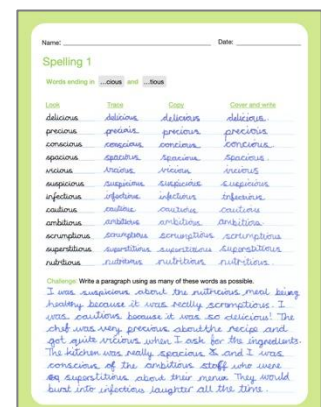 Name: Date:
Spelling 1
Words ending in ...cious and ...tious
Look Trace Copy Cover and write
delicious delicious delicious delicious
precious precious precious precious
conscious conscious concious concious
spacious spacious spacious spacious
vicious vicious vicious vicious
suspicious suspicious suspicious suspicious
infectious infectious infectious infectious
cautious cautious cautious cautious
ambitious ambitious ambitious ambitious
scrumptious scrumptious scrumptious scrumptious
superstitious superstitious superstitious superstitious
nutritious nutritious nutritious nutritious
Challenge: Write a paragraph using as many of these words as possible.
I was suspicious about the nutricious meal being
healthy because it was really scromptious. I
was cautious because it was so delicious! The
chef was very precious about the recipe and
got quite vicious when I ask for the ingredients.
The kitchen was really spacious and I was
conscious of the ambitious staff who were
superstitious about their menus. They would
burst into infectious laughter all the time.